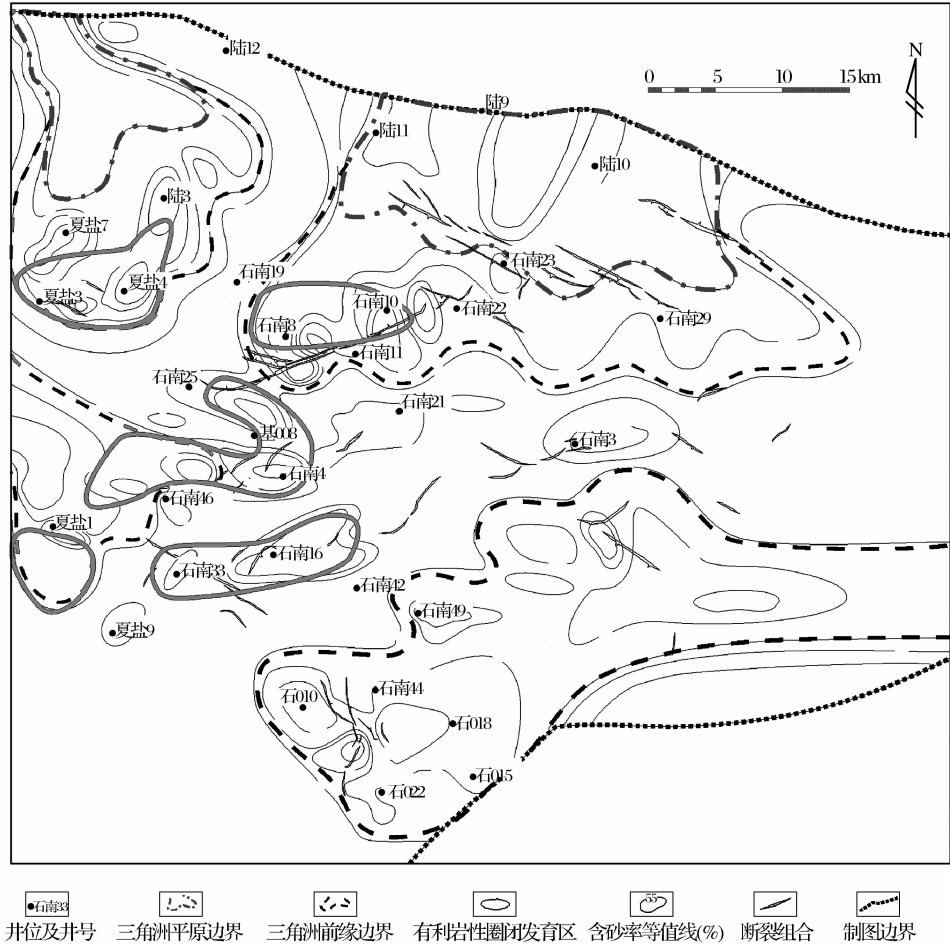 陆12
N
0 5 10 15km
陆9
陆11
陆10
陆3
夏盐7
石南19
石南23
夏盐4
夏盐3
石南10
石南22
石南8
石南29
石南11
石南25
石南21
基008
石南3
石南4
石南46
夏盐1
石南16
石南33
石南42
石南49
夏盐9
石南44
石010
石018
石015
石022
石南33
55
井位及井号 三角洲平原边界 三角洲前缘边界 有利岩性圈闭发育区 含砂率等值线(%) 断裂组合 制图边界